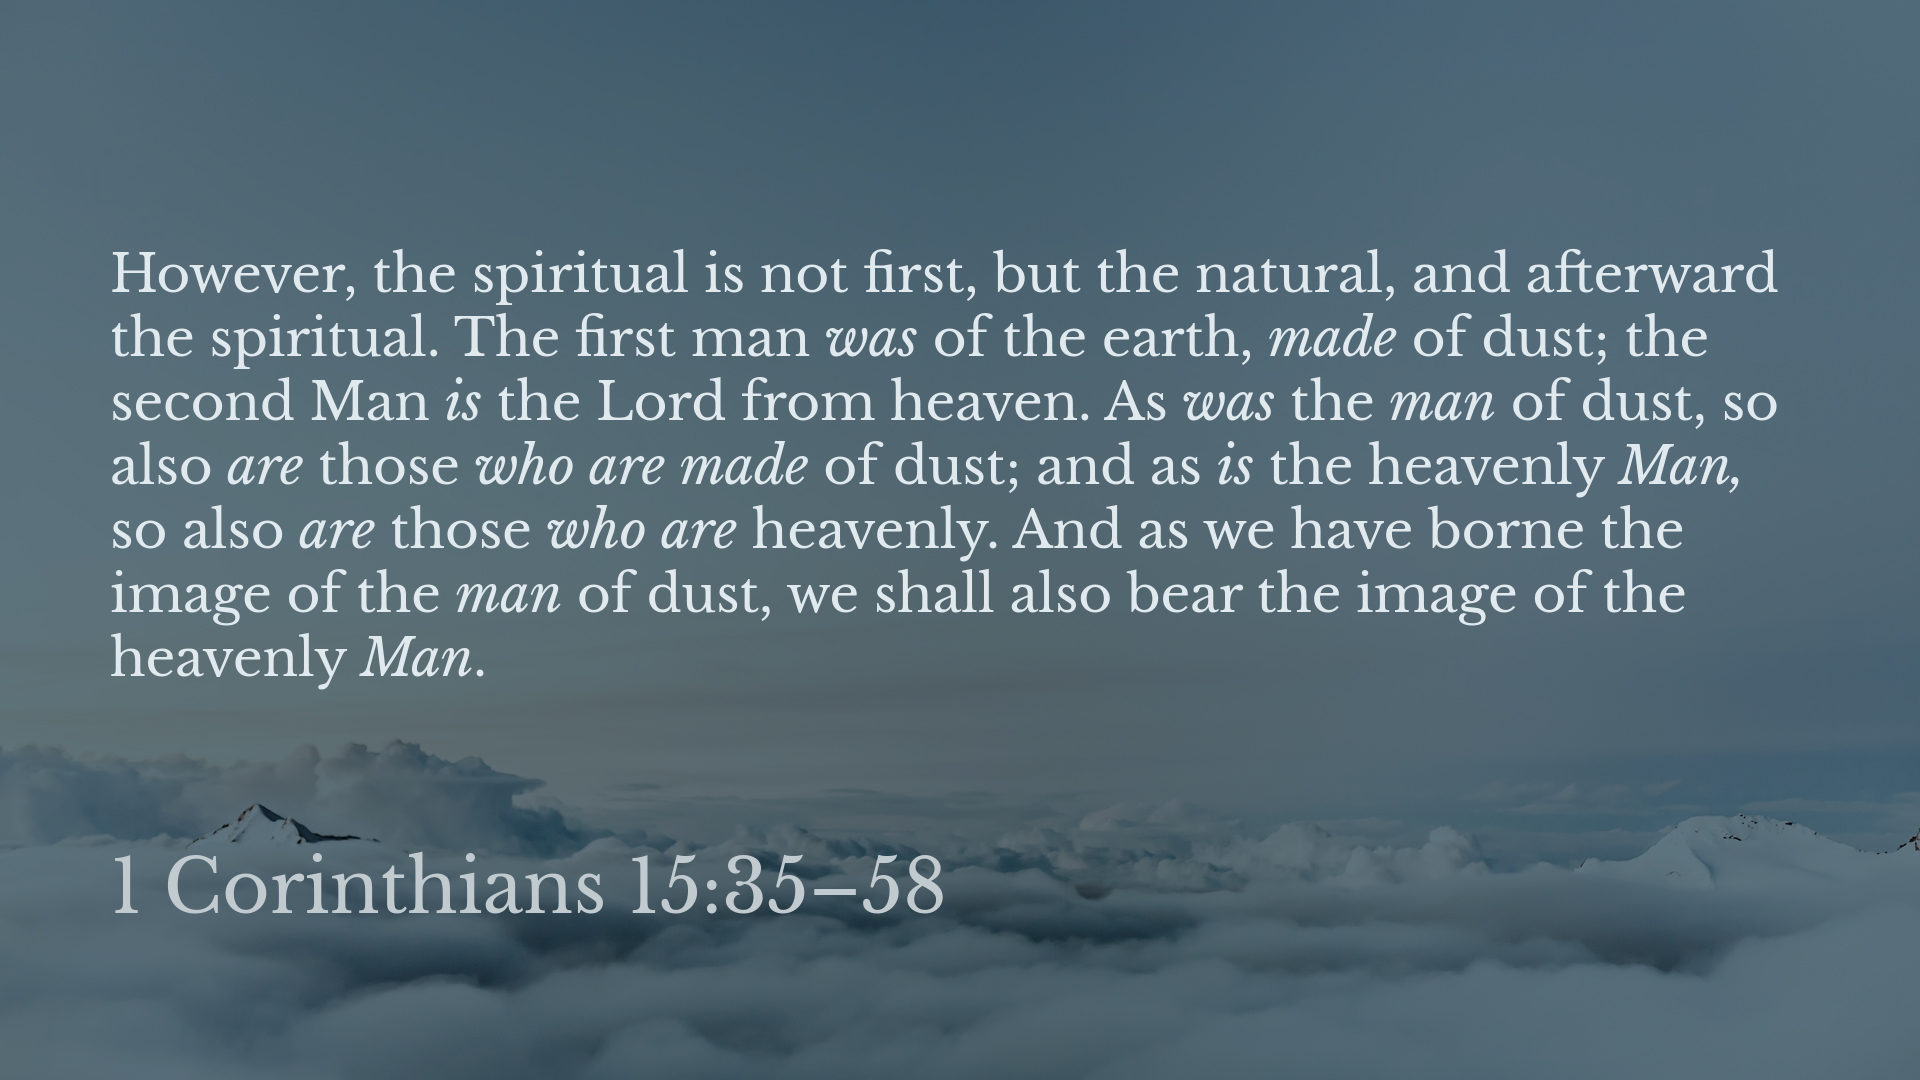 However, the spiritual is not first, but the natural, and afterward
the spiritual. The first man was of the earth, made of dust; the
second Man is the Lord from heaven. As was the man of dust, so
also are those who are made of dust; and as is the heavenly Man,
so also are those who are heavenly. And as we have borne the
image of the man of dust, we shall also bear the image of the
heavenly Man.
1 Corinthians 15:35–58